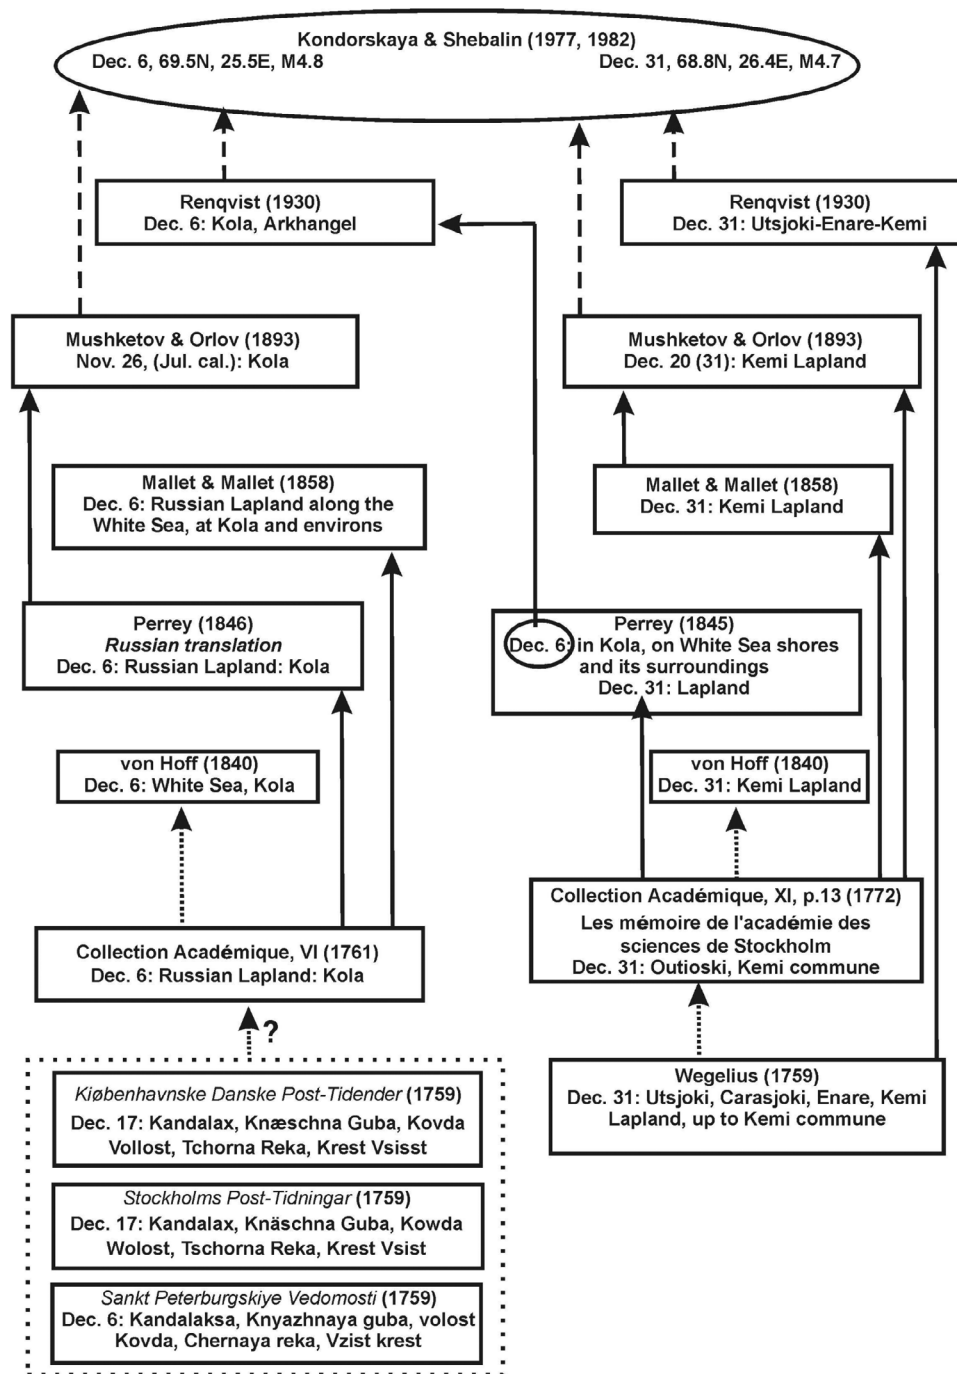 Kondorskaya & Shebalin (1977, 1982)
Dec. 6, 69.5N, 25.5E, M4.8
Dec. 31, 68.8N, 26.4E, M4.7
Renqvist (1930)
Dec. 6: Kola, Arkhangel
Renqvist (1930)
Dec. 31: Utsjoki-Enare-Kemi
Mushketov & Orlov (1893)
Nov. 26, (Jul. cal.): Kola
Mushketov & Orlov (1893)
Dec. 20 (31): Kemi Lapland
Mallet & Mallet (1858)
Dec. 6: Russian Lapland along the
White Sea, at Kola and environs
Mallet & Mallet (1858)
Dec. 31: Kemi Lapland
Perrey (1846)
Russian translation
Dec. 6: Russian Lapland: Kola
Perrey (1845)
Dec. 6: in Kola, on White Sea shores
and its surroundings
Dec. 31: Lapland
von Hoff (1840)
Dec. 6: White Sea, Kola
von Hoff (1840)
Dec. 31: Kemi Lapland
Collection Académique, VI (1761)
Dec. 6: Russian Lapland: Kola
Collection Académique, XI, p.13 (1772)
Les mémoire de l'académie des
sciences de Stockholm
Dec. 31: Outioski, Kemi commune
?
Kiøbenhavnske Danske Post-Tidender (1759)
Dec. 17: Kandalax, Knæschna Guba, Kovda
Vollost, Tchorna Reka, Krest Vsisst
Stockholms Post-Tidningar (1759)
Dec. 17: Kandalax, Knäschna Guba, Kowda
Wolost, Tschorna Reka, Krest Vsist
Sankt Peterburgskiye Vedomosti (1759)
Dec. 6: Kandalaksa, Knyazhnaya guba, volost
Kovda, Chernaya reka, Vzist krest
Wegelius (1759)
Dec. 31: Utsjoki, Carasjoki, Enare, Kemi
Lapland, up to Kemi commune